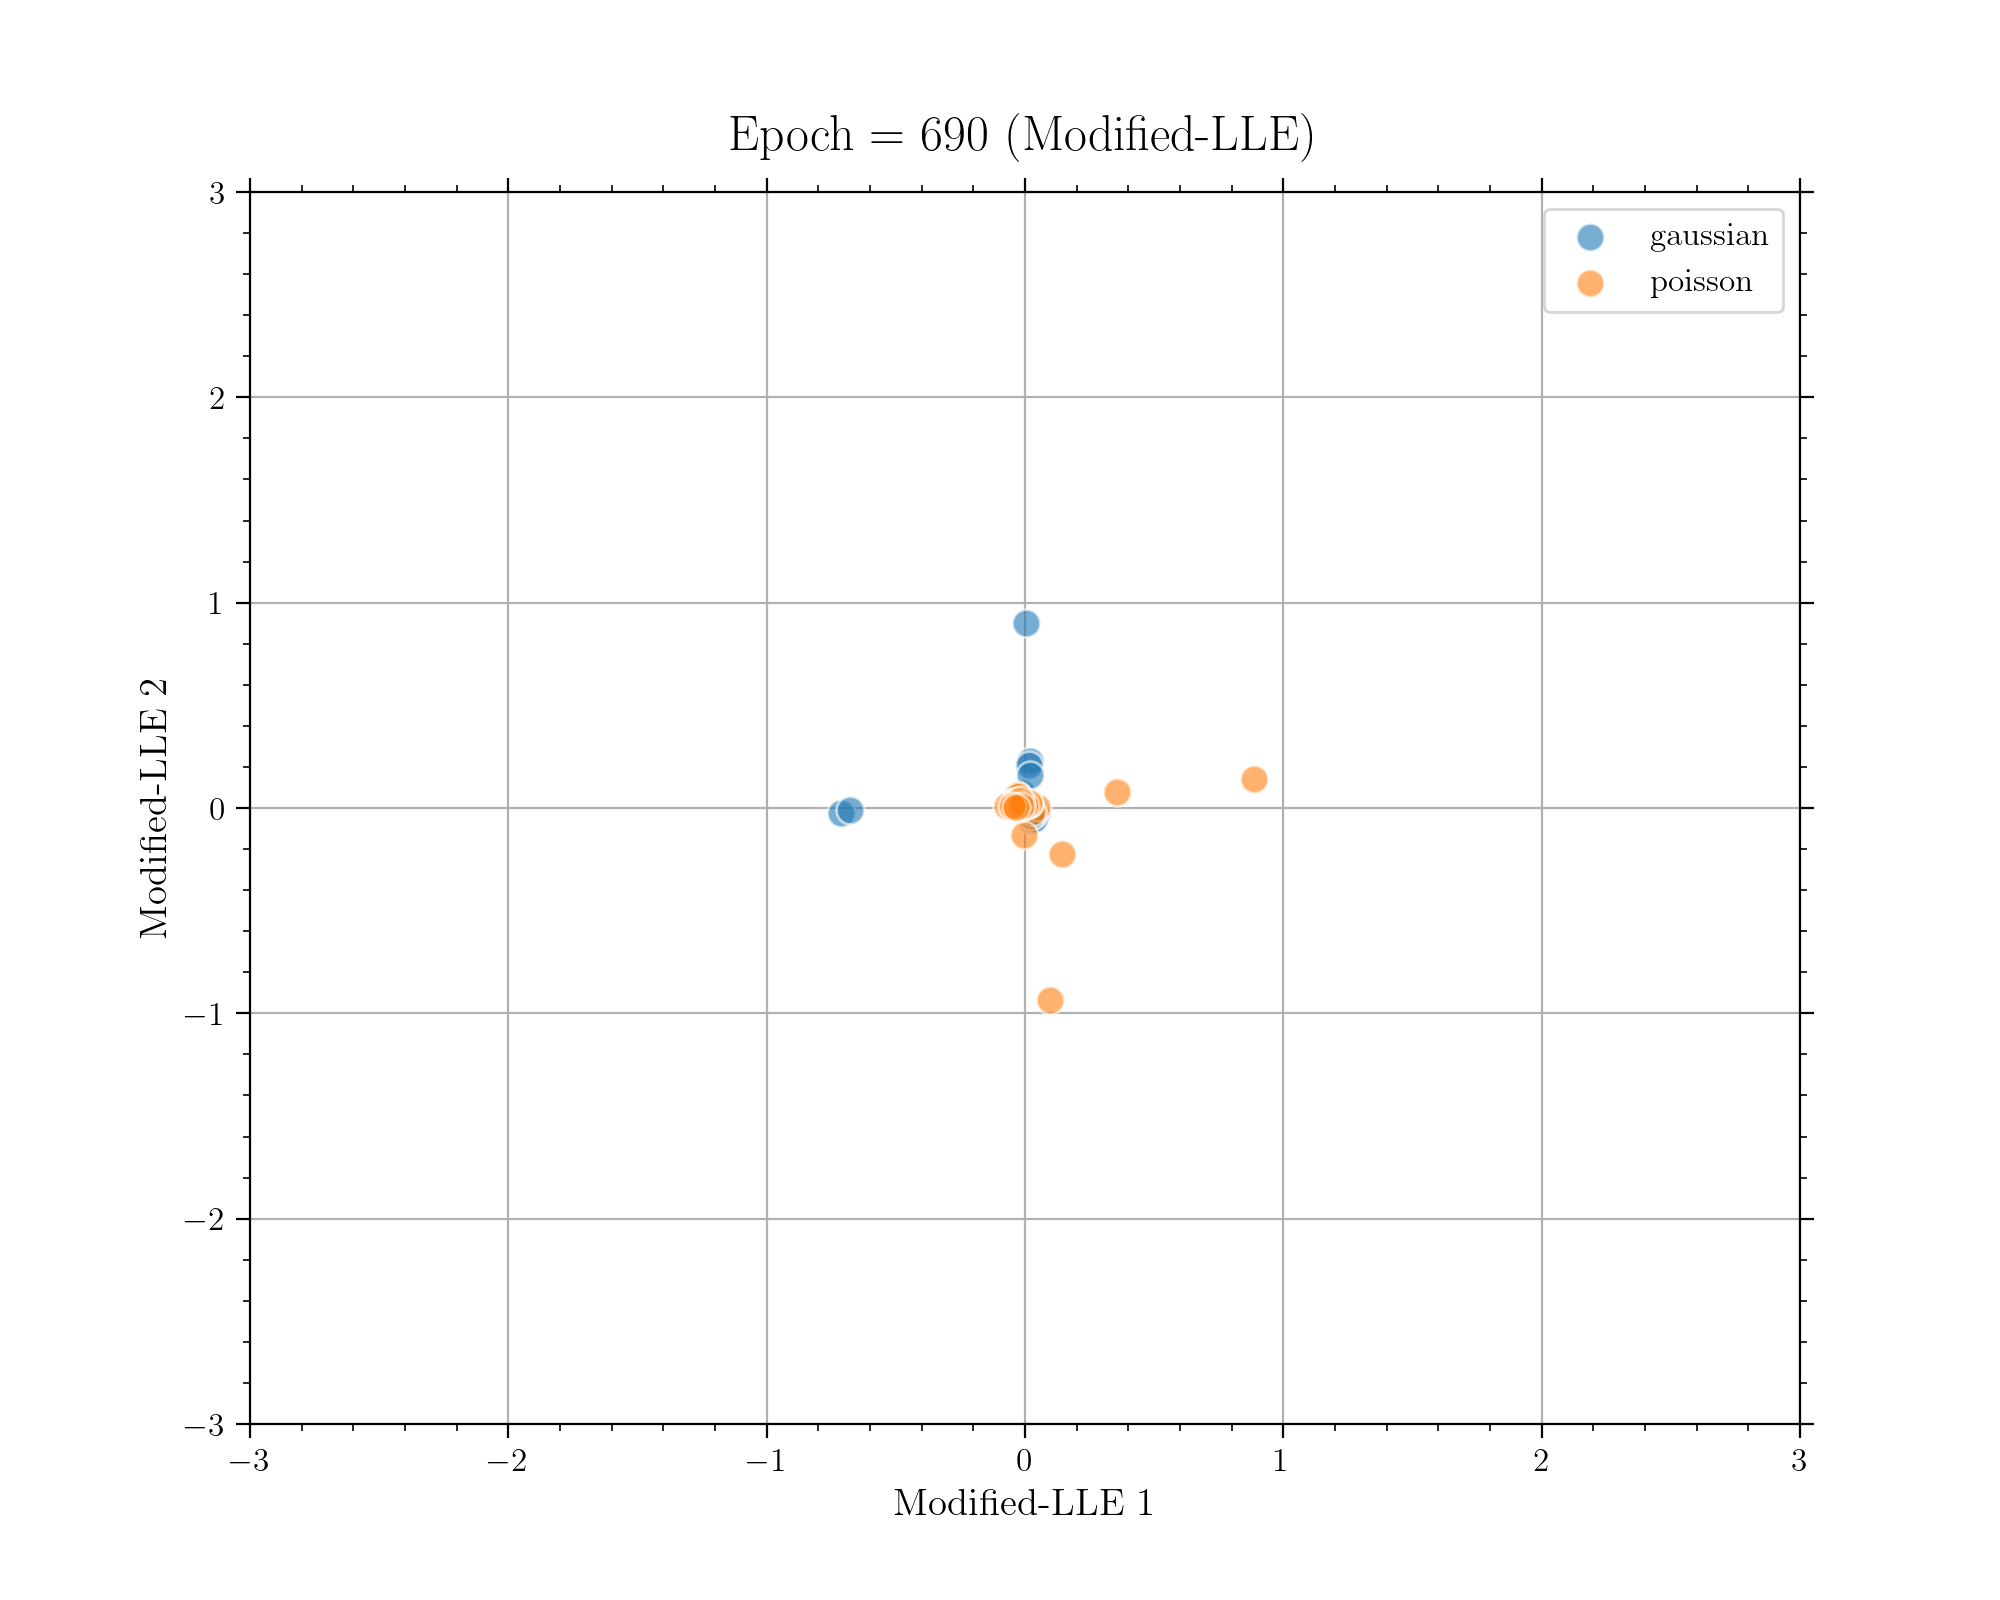 Epoch = 690 (Modified-LLE)
gaussian
poisson
3
2
1
0
−1
−2
−3
Modified-LLE 2
−3
−2
−1
0
1
2
3
Modified-LLE 1